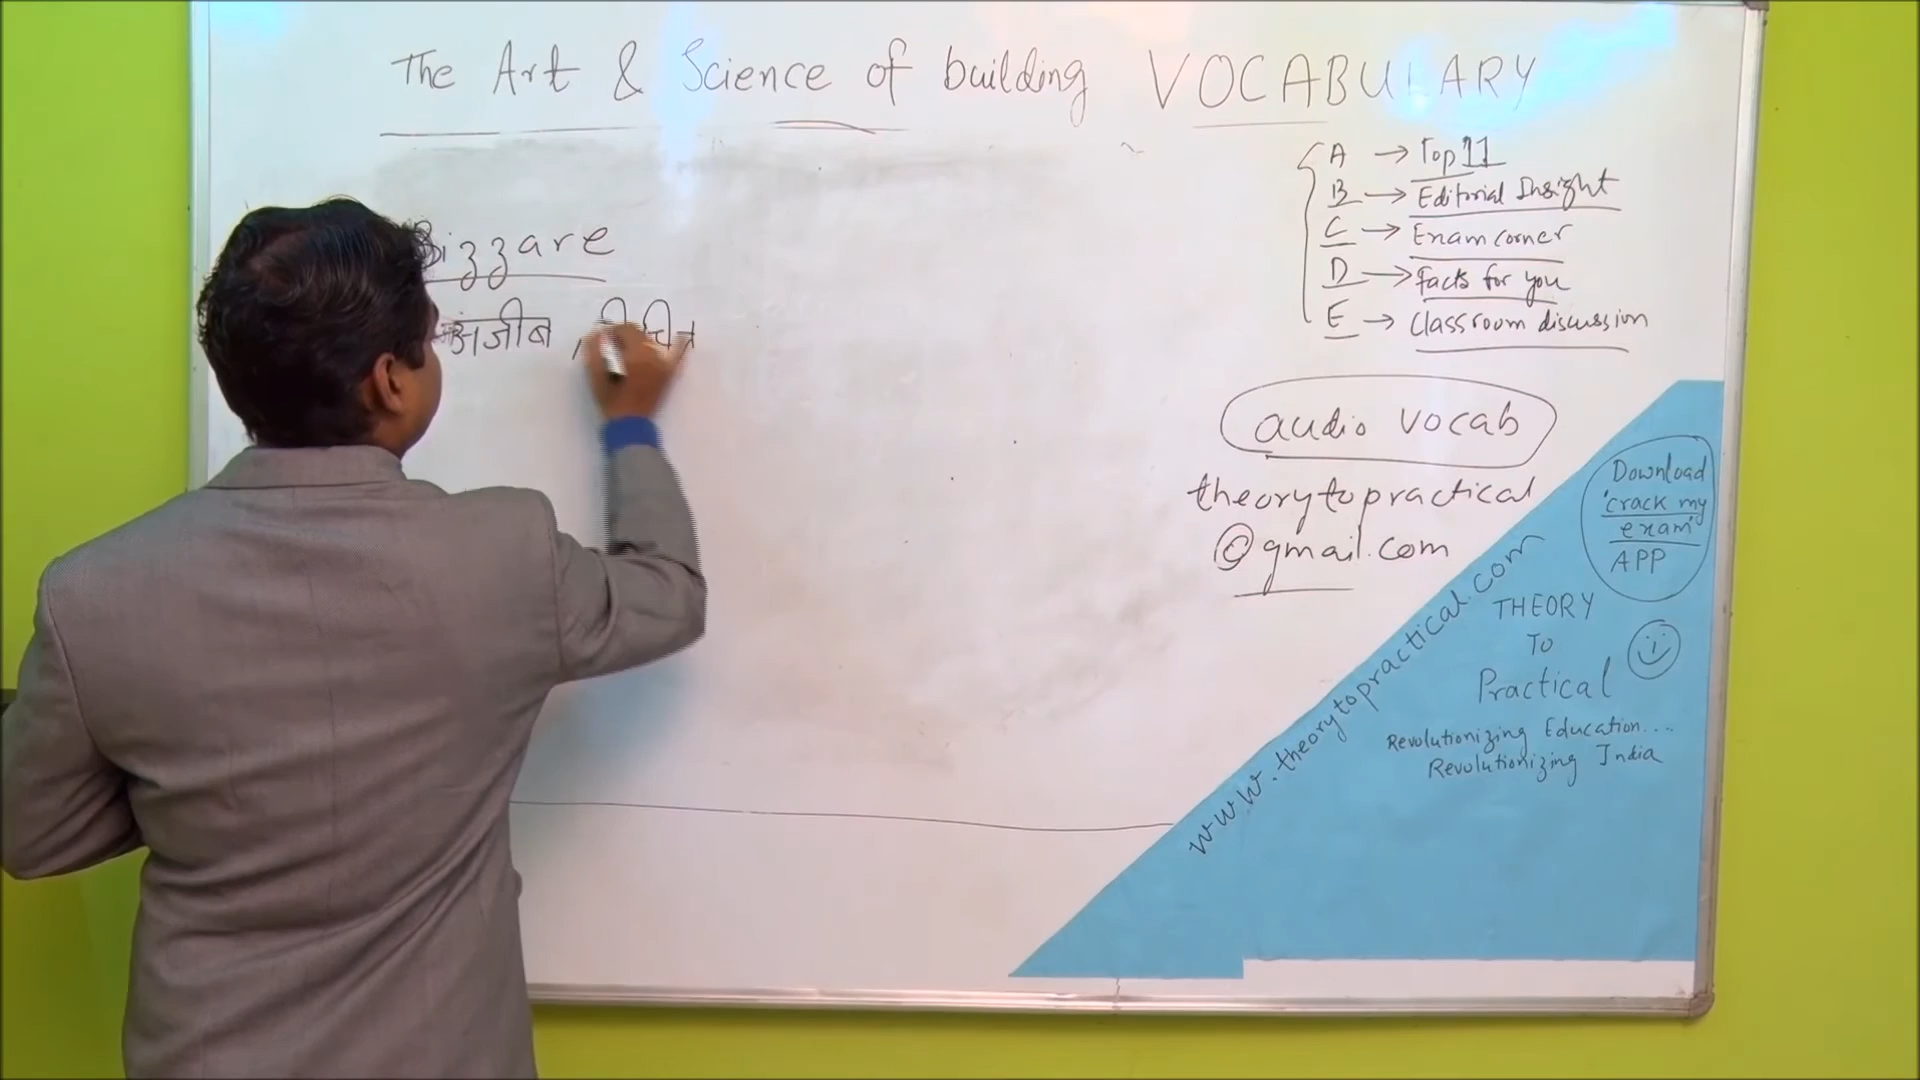 The Art & Science of building VOCABULARY
Bizzare
अजीब ,
A → Top 11
B → Editorial Insight
C → Exam corner
D → Facts for you
E → Classroom discussion
audio vocab
theorytopractical
@gmail.com
www.theorytopractical.com
Download
'crack my
exam'
APP
THEORY
TO
Practical
Revolutionizing Education....
Revolutionizing India